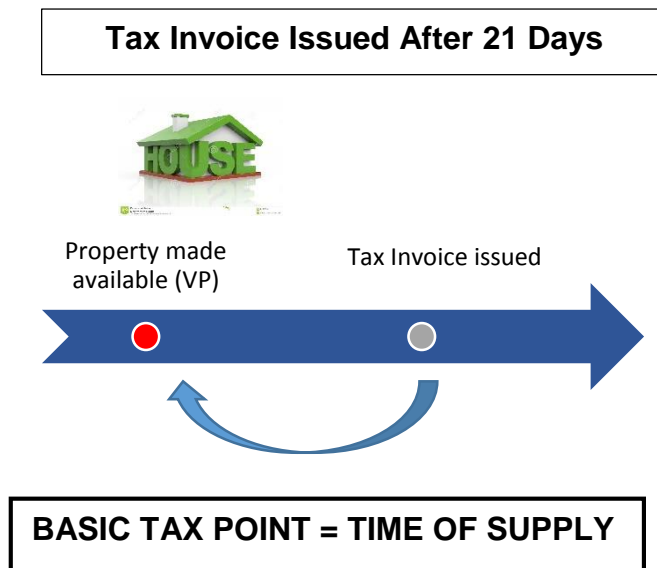 Tax Invoice Issued After 21 Days
HOUSE
Property made
available (VP)
Tax Invoice issued
BASIC TAX POINT = TIME OF SUPPLY